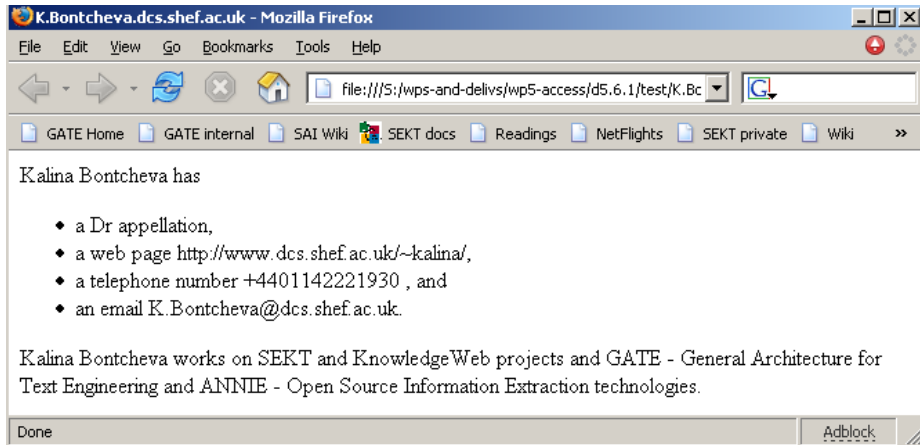 K.Bontcheva.dcs.shef.ac.uk - Mozilla Firefox
File Edit View Go Bookmarks Tools Help
file:///S:/wps-and-delivs/wp5-access/d5.6.1/test/K.Bc G
GATE Home GATE internal SAI Wiki SEKT docs Readings NetFlights SEKT private Wiki »
Kalina Bontcheva has
• a Dr appellation,
• a web page http://www.dcs.shef.ac.uk/~kalina/,
• a telephone number +4401142221930 , and
• an email K.Bontcheva@dcs.shef.ac.uk.
Kalina Bontcheva works on SEKT and KnowledgeWeb projects and GATE - General Architecture for
Text Engineering and ANNIE - Open Source Information Extraction technologies.
Done Adblock